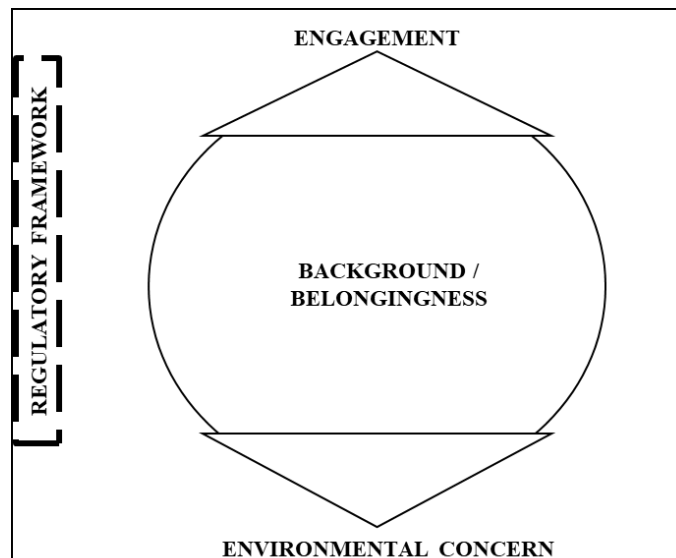 ENGAGEMENT
REGULATORY FRAMEWORK
BACKGROUND /
BELONGINGNESS
ENVIRONMENTAL CONCERN